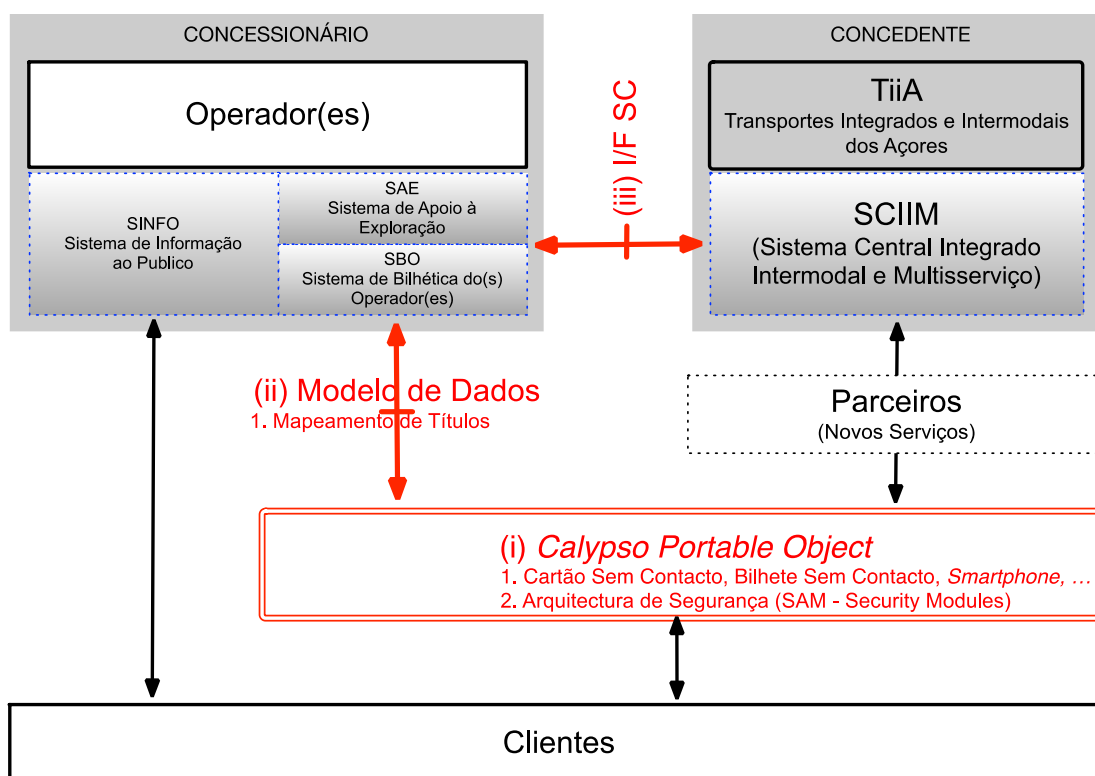 CONCESSIONÁRIO
Operador(es)
SINFO
Sistema de Informação
ao Publico
SAE
Sistema de Apoio à
Exploração
SBO
Sistema de Bilhética do(s)
Operador(es)
(iii) I/F SC
CONCEDENTE
TiiA
Transportes Integrados e Intermodais
dos Açores
SCIIM
(Sistema Central Integrado
Intermodal e Multisserviço)
(ii) Modelo de Dados
1. Mapeamento de Títulos
Parceiros
(Novos Serviços)
(i) Calypso Portable Object
1. Cartão Sem Contacto, Bilhete Sem Contacto, Smartphone, …
2. Arquitectura de Segurança (SAM - Security Modules)
Clientes